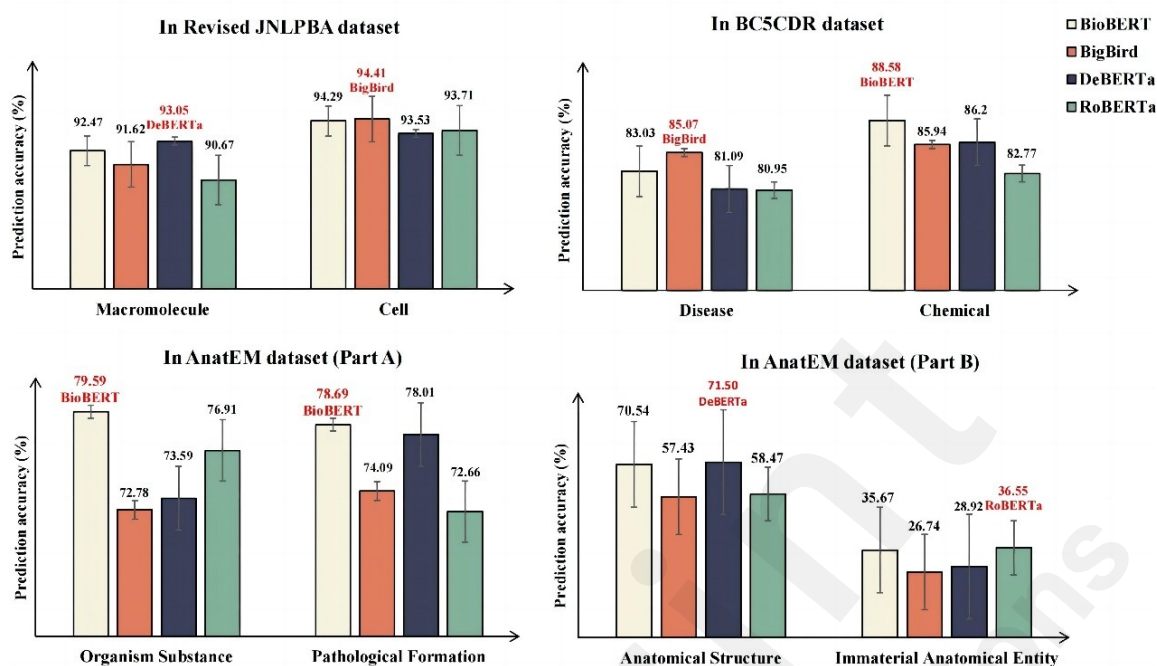 In Revised JNLPBA dataset
Prediction accuracy (%)
92.47
91.62
93.05
DeBERTa
90.67
94.29
94.41
BigBird
93.53
93.71
Macromolecule
Cell
In BC5CDR dataset
Prediction accuracy (%)
83.03
85.07
BigBird
81.09
80.95
88.58
BioBERT
85.94
86.2
82.77
Disease
Chemical
BioBERT
BigBird
DeBERTa
RoBERTa
In AnatEM dataset (Part A)
Prediction accuracy (%)
79.59
BioBERT
72.78
73.59
76.91
78.69
BioBERT
74.09
78.01
72.66
Organism Substance
Pathological Formation
In AnatEM dataset (Part B)
Prediction accuracy (%)
70.54
57.43
71.50
DeBERTa
58.47
35.67
26.74
28.92
36.55
RoBERTa
Anatomical Structure
Immaterial Anatomical Entity